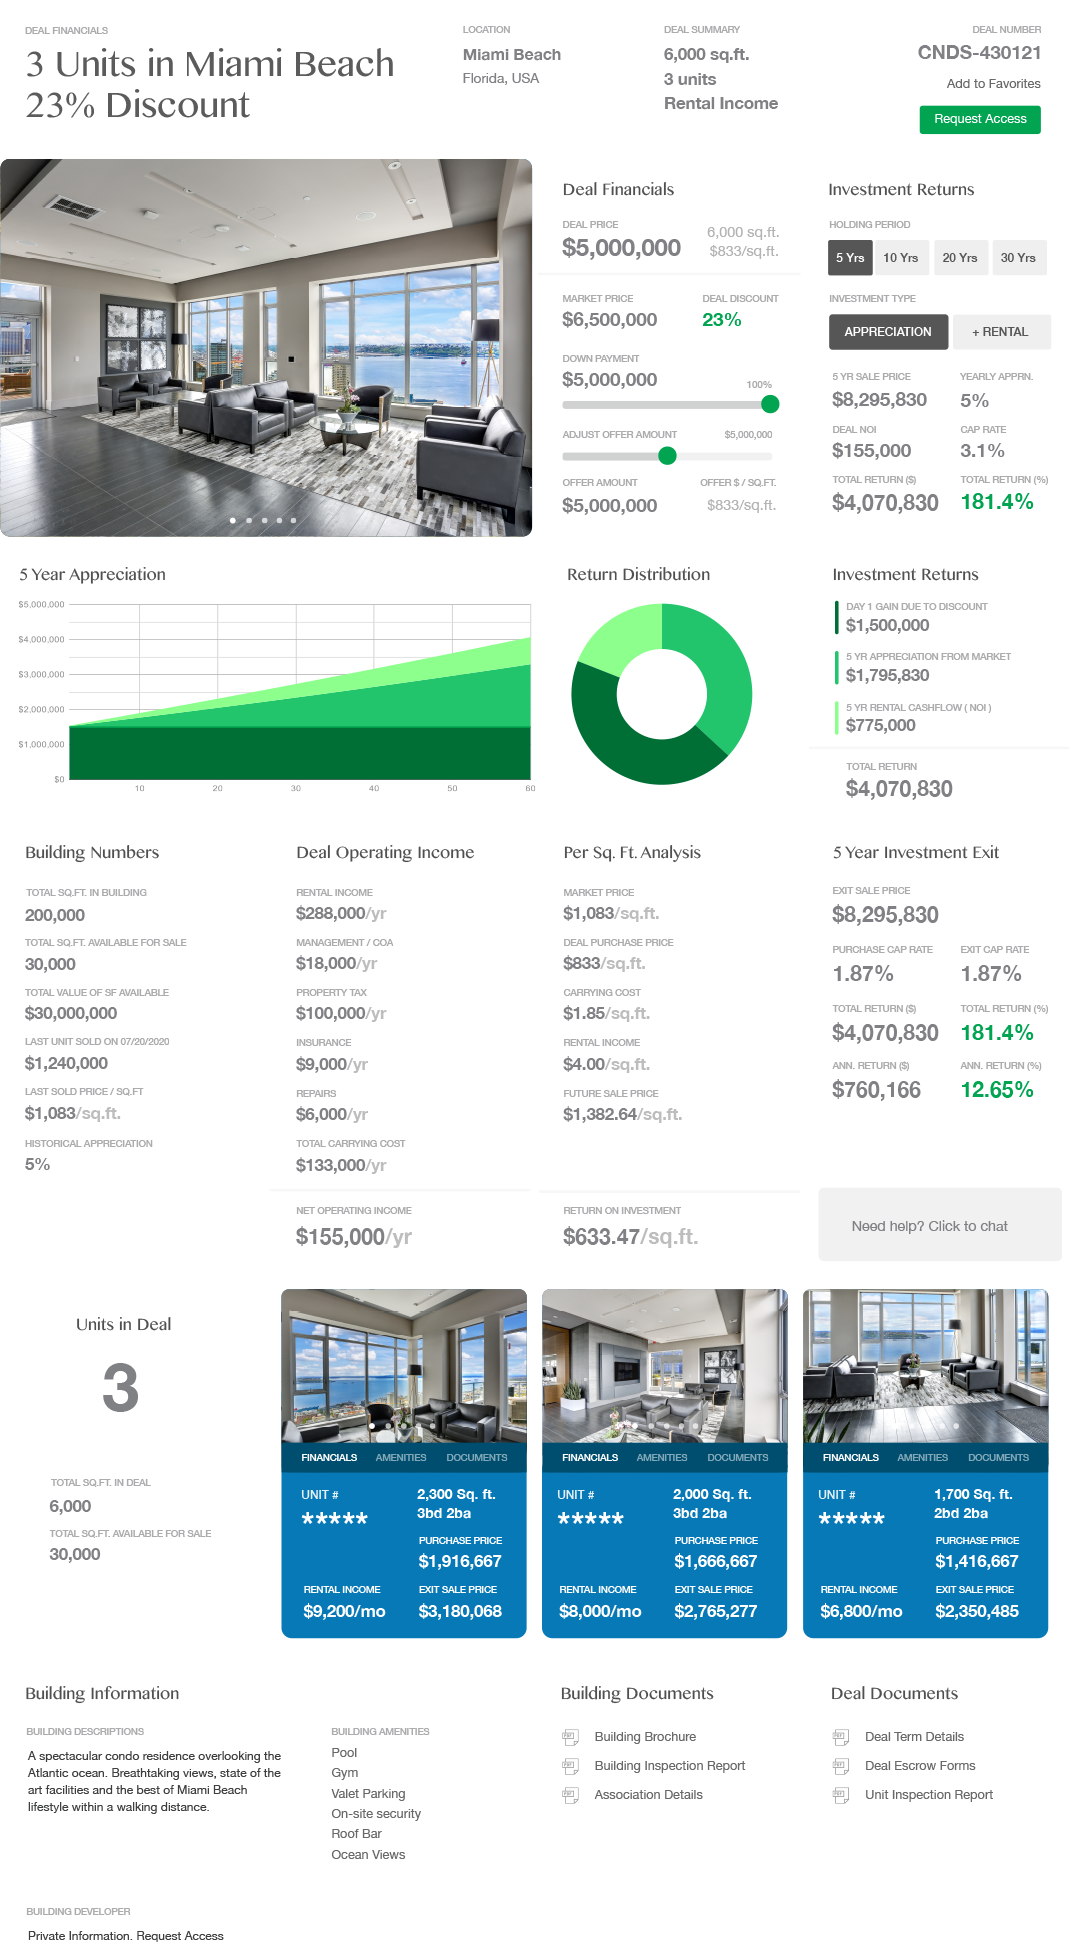 DEAL FINANCIALS
3 Units in Miami Beach
23% Discount
LOCATION
Miami Beach
Florida, USA
DEAL SUMMARY
6,000 sq.ft.
3 units
Rental Income
DEAL NUMBER
CNDS-430121
Add to Favorites
Request Access
Deal Financials
DEAL PRICE
$5,000,000
6,000 sq.ft.
$833/sq.ft.
MARKET PRICE
$6,500,000
DEAL DISCOUNT
23%
DOWN PAYMENT
$5,000,000
100%
ADJUST OFFER AMOUNT
$5,000,000
OFFER AMOUNT
$5,000,000
OFFER $ / SQ.FT.
$833/sq.ft.
Investment Returns
HOLDING PERIOD
5 Yrs 10 Yrs 20 Yrs 30 Yrs
INVESTMENT TYPE
APPRECIATION + RENTAL
5 YR SALE PRICE
$8,295,830
YEARLY APPRN.
5%
DEAL NOI
$155,000
CAP RATE
3.1%
TOTAL RETURN ($)
$4,070,830
TOTAL RETURN (%)
181.4%
5 Year Appreciation
$5,000,000
$4,000,000
$3,000,000
$2,000,000
$1,000,000
$0
10 20 30 40 50 60
Return Distribution
Investment Returns
DAY 1 GAIN DUE TO DISCOUNT
$1,500,000
5 YR APPRECIATION FROM MARKET
$1,795,830
5 YR RENTAL CASHFLOW ( NOI )
$775,000
TOTAL RETURN
$4,070,830
Building Numbers
TOTAL SQ.FT. IN BUILDING
200,000
TOTAL SQ.FT. AVAILABLE FOR SALE
30,000
TOTAL VALUE OF SF AVAILABLE
$30,000,000
LAST UNIT SOLD ON 07/20/2020
$1,240,000
LAST SOLD PRICE / SQ.FT
$1,083/sq.ft.
HISTORICAL APPRECIATION
5%
Deal Operating Income
RENTAL INCOME
$288,000/yr
MANAGEMENT / COA
$18,000/yr
PROPERTY TAX
$100,000/yr
INSURANCE
$9,000/yr
REPAIRS
$6,000/yr
TOTAL CARRYING COST
$133,000/yr
NET OPERATING INCOME
$155,000/yr
Per Sq. Ft. Analysis
MARKET PRICE
$1,083/sq.ft.
DEAL PURCHASE PRICE
$833/sq.ft.
CARRYING COST
$1.85/sq.ft.
RENTAL INCOME
$4.00/sq.ft.
FUTURE SALE PRICE
$1,382.64/sq.ft.
RETURN ON INVESTMENT
$633.47/sq.ft.
5 Year Investment Exit
EXIT SALE PRICE
$8,295,830
PURCHASE CAP RATE
1.87%
EXIT CAP RATE
1.87%
TOTAL RETURN ($)
$4,070,830
TOTAL RETURN (%)
181.4%
ANN. RETURN ($)
$760,166
ANN. RETURN (%)
12.65%
Need help? Click to chat
Units in Deal
3
TOTAL SQ.FT. IN DEAL
6,000
TOTAL SQ.FT. AVAILABLE FOR SALE
30,000
FINANCIALS AMENITIES DOCUMENTS
UNIT #
*****
2,300 Sq. ft.
3bd 2ba
PURCHASE PRICE
$1,916,667
RENTAL INCOME
$9,200/mo
EXIT SALE PRICE
$3,180,068
FINANCIALS AMENITIES DOCUMENTS
UNIT #
*****
2,000 Sq. ft.
3bd 2ba
PURCHASE PRICE
$1,666,667
RENTAL INCOME
$8,000/mo
EXIT SALE PRICE
$2,765,277
FINANCIALS AMENITIES DOCUMENTS
UNIT #
*****
1,700 Sq. ft.
2bd 2ba
PURCHASE PRICE
$1,416,667
RENTAL INCOME
$6,800/mo
EXIT SALE PRICE
$2,350,485
Building Information
BUILDING DESCRIPTIONS
A spectacular condo residence overlooking the
Atlantic ocean. Breathtaking views, state of the
art facilities and the best of Miami Beach
lifestyle within a walking distance.
BUILDING AMENITIES
Pool
Gym
Valet Parking
On-site security
Roof Bar
Ocean Views
Building Documents
Building Brochure
Building Inspection Report
Association Details
Deal Documents
Deal Term Details
Deal Escrow Forms
Unit Inspection Report
BUILDING DEVELOPER
Private Information. Request Access